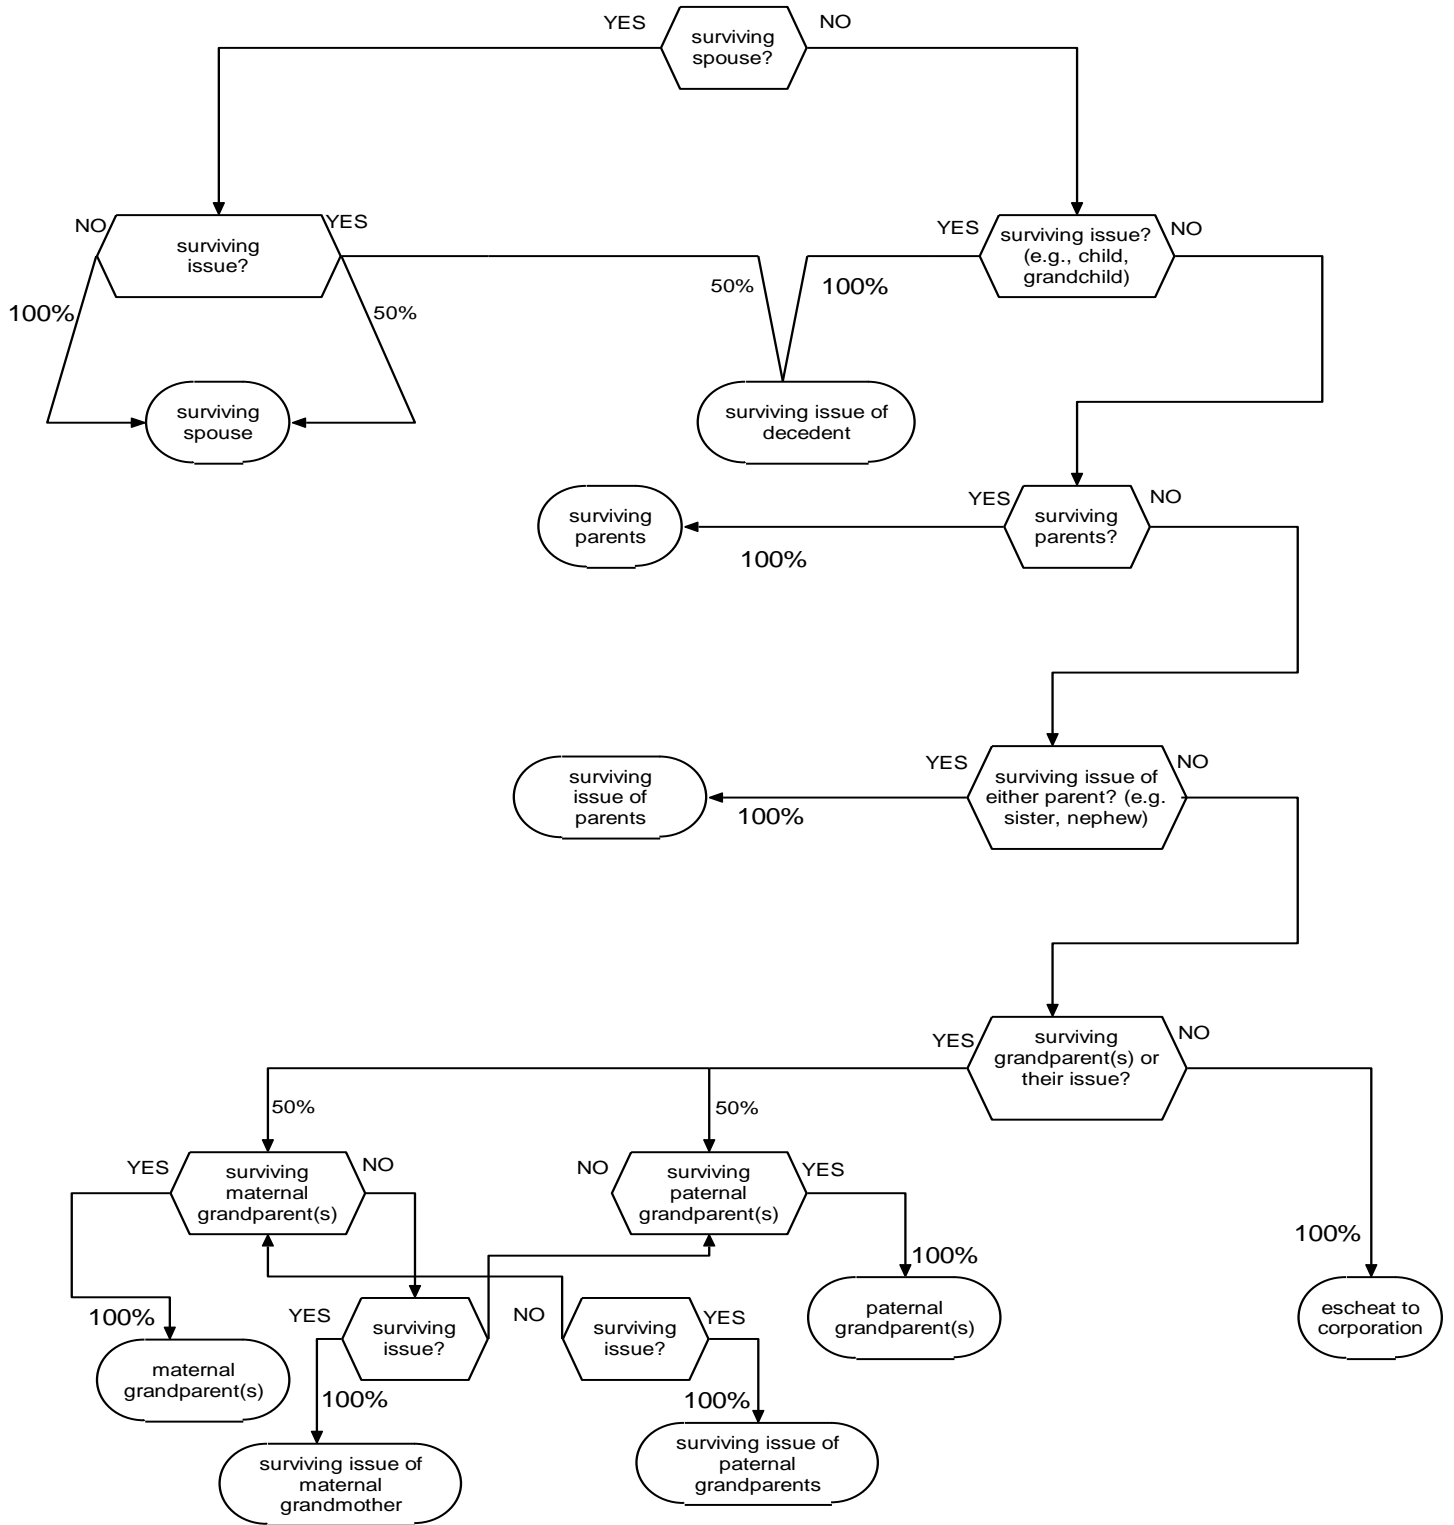 YES
surviving
spouse?
NO
NO
surviving
issue?
YES
100%
50%
YES
surviving issue?
(e.g., child,
grandchild)
NO
50%
100%
surviving
spouse
surviving issue of
decedent
YES
surviving
parents?
NO
surviving
parents
100%
YES
surviving issue of
either parent? (e.g.
sister, nephew)
NO
surviving
issue of
parents
100%
YES
surviving
grandparent(s) or
their issue?
NO
50%
50%
YES
surviving
maternal
grandparent(s)
NO
NO
surviving
paternal
grandparent(s)
YES
100%
100%
100%
YES
surviving
issue?
NO
surviving
issue?
YES
paternal
grandparent(s)
escheat to
corporation
maternal
grandparent(s)
100%
100%
surviving issue of
maternal
grandmother
surviving issue of
paternal
grandparents